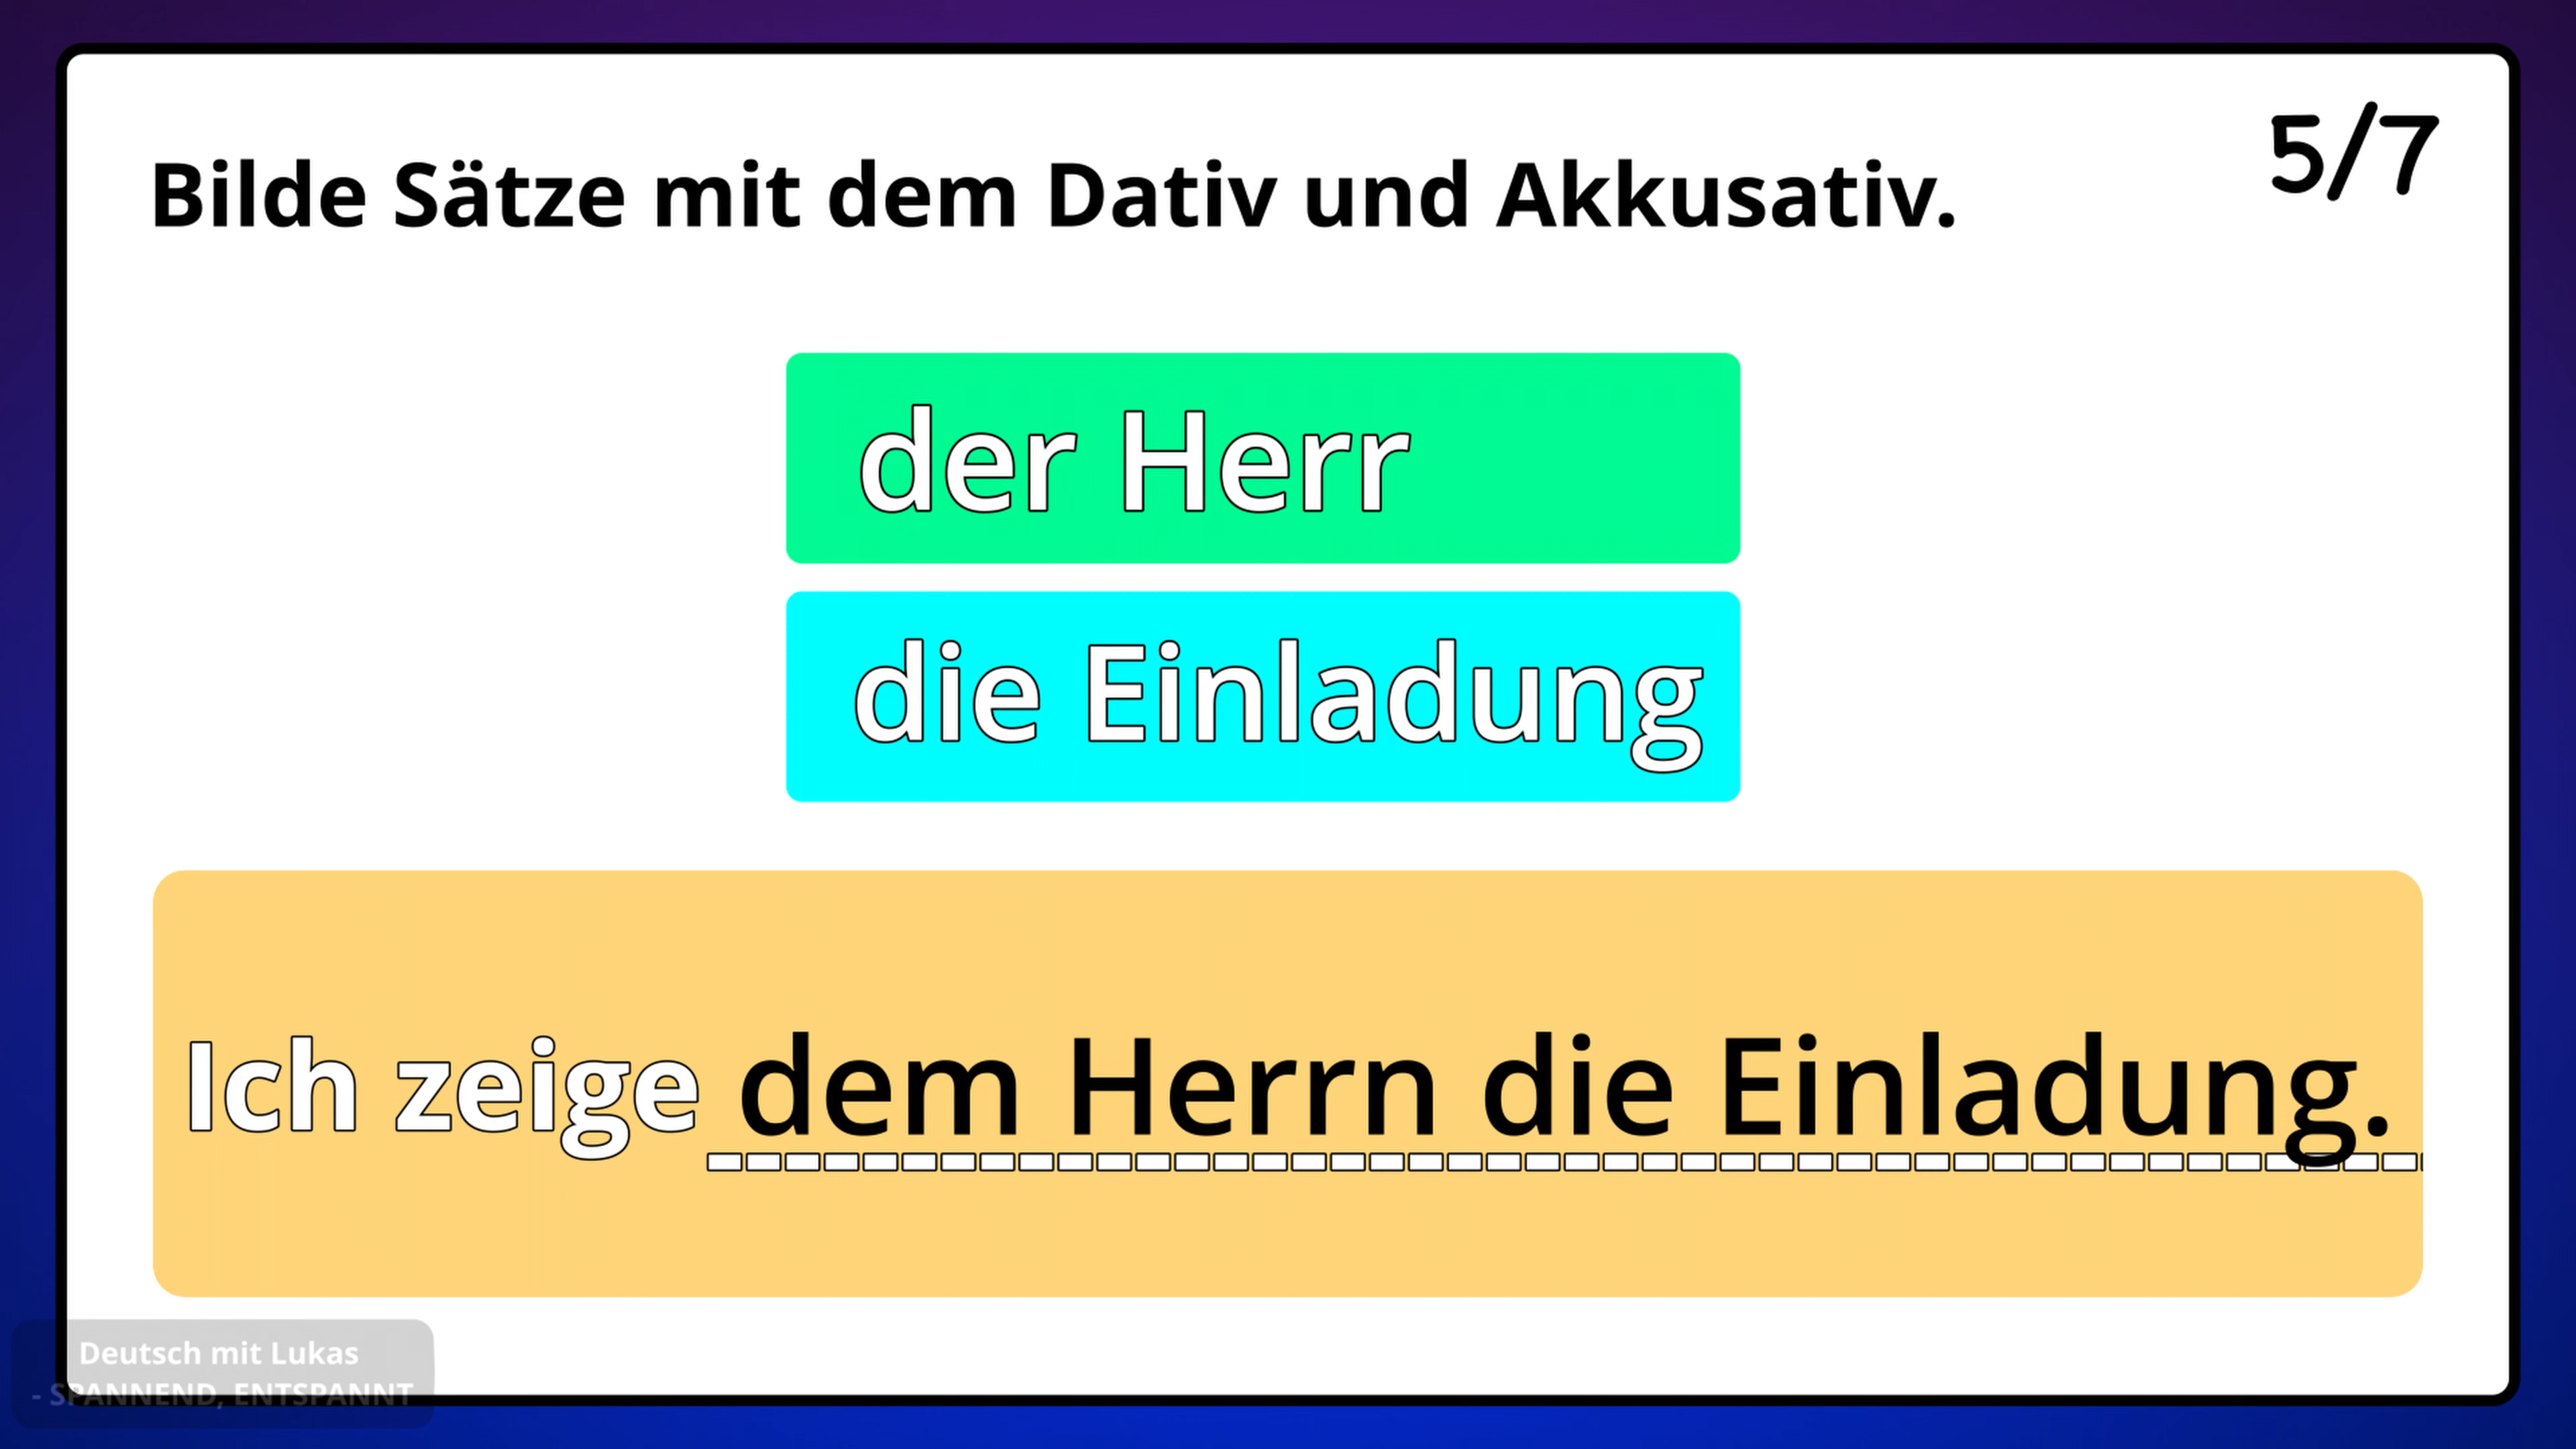 Bilde Sätze mit dem Dativ und Akkusativ.
5/7
der Herr
die Einladung
Ich zeige dem Herrn die Einladung.
Deutsch mit Lukas
- SPANNEND, ENTSPANNT